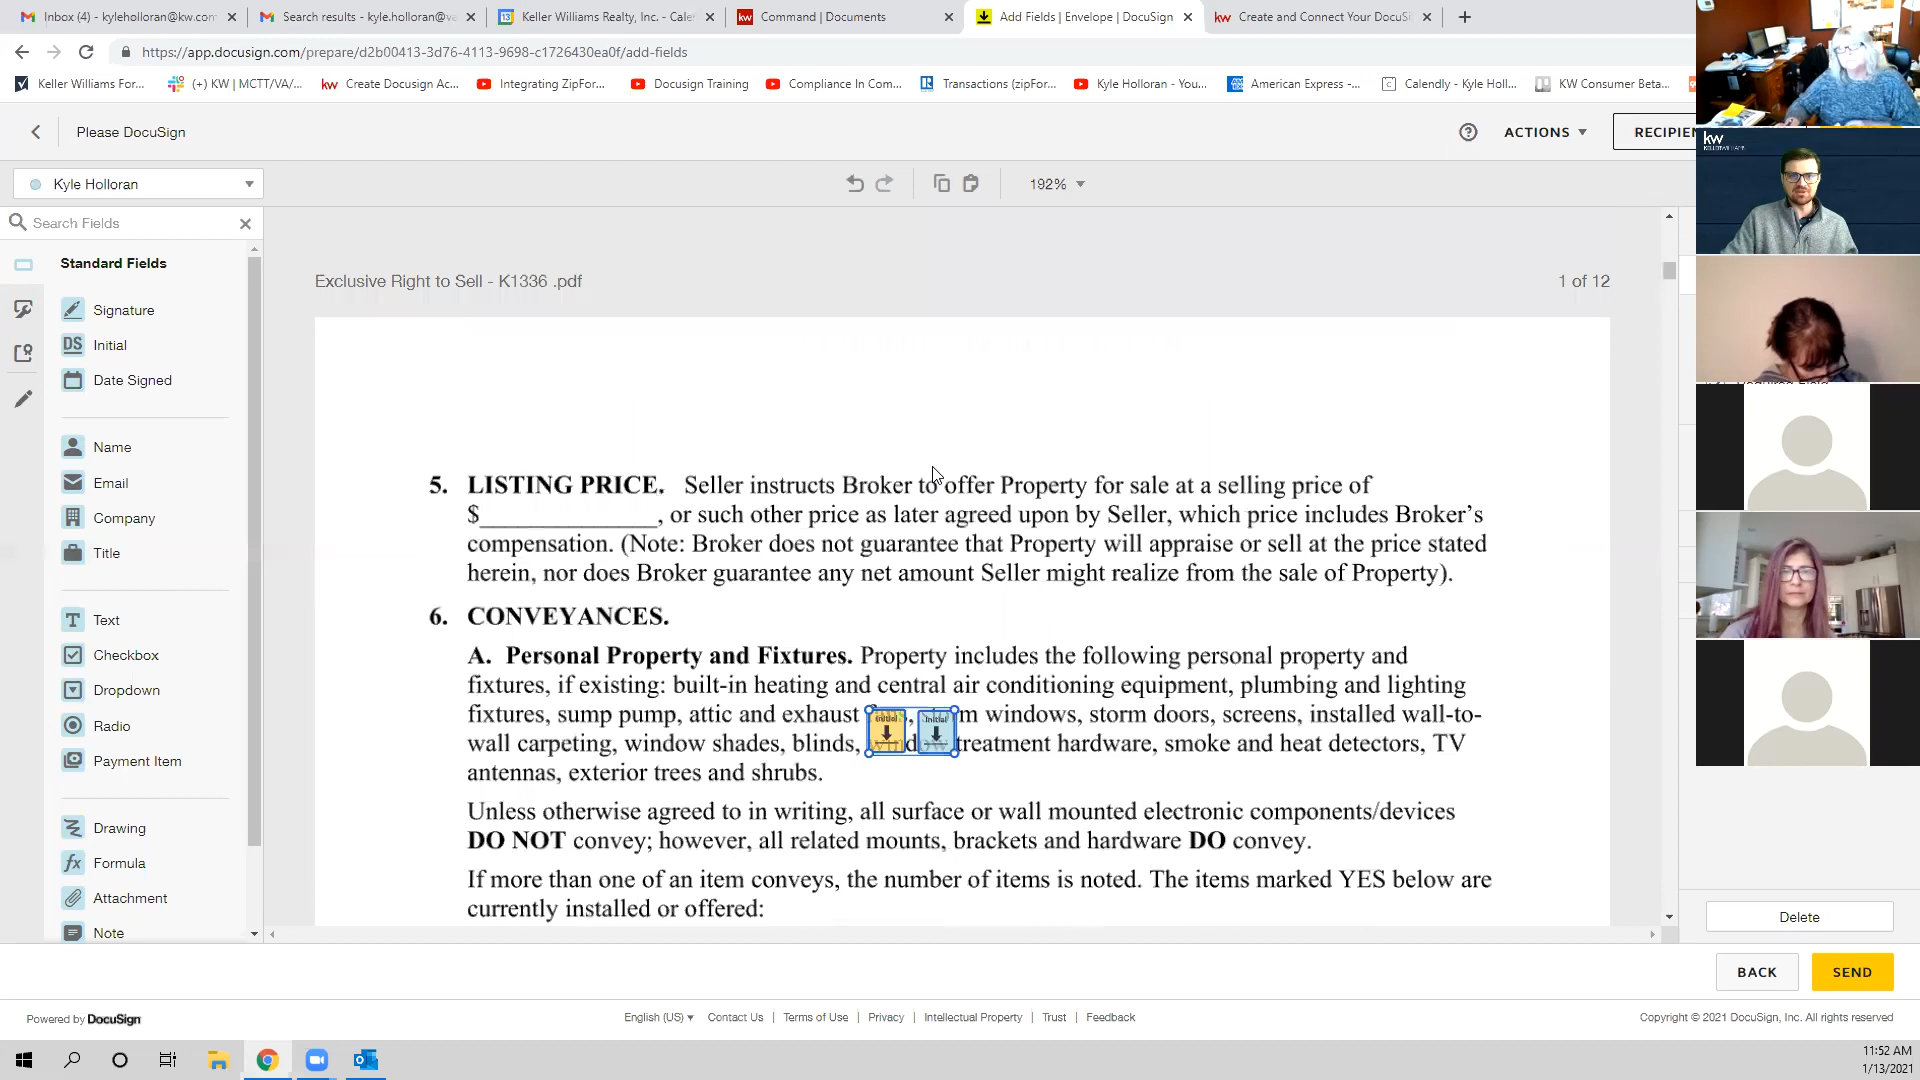 Inbox (4) - kyleholloran@kw.com
Search results - kyle.holloran@va
Keller Williams Realty, Inc. - Cale
Command | Documents
Add Fields | Envelope | DocuSign
Create and Connect Your DocuSi
https://app.docusign.com/prepare/d2b00413-3d76-4113-9698-c1726430ea0f/add-fields
Keller Williams For...
(+) KW | MCTT/VA/...
Create Docusign Ac...
Integrating ZipFor...
Docusign Training
Compliance In Com...
Transactions (zipFor...
Kyle Holloran - You...
American Express -...
Calendly - Kyle Holl...
KW Consumer Beta...
Please DocuSign
ACTIONS
RECIPIEN
Kyle Holloran
192%
Search Fields
Standard Fields
Signature
Initial
Date Signed
Name
Email
Company
Title
Text
Checkbox
Dropdown
Radio
Payment Item
Drawing
Formula
Attachment
Note
Exclusive Right to Sell - K1336 .pdf
1 of 12
5. LISTING PRICE. Seller instructs Broker to offer Property for sale at a selling price of
$______________, or such other price as later agreed upon by Seller, which price includes Broker's
compensation. (Note: Broker does not guarantee that Property will appraise or sell at the price stated
herein, nor does Broker guarantee any net amount Seller might realize from the sale of Property).
6. CONVEYANCES.
A. Personal Property and Fixtures. Property includes the following personal property and
fixtures, if existing: built-in heating and central air conditioning equipment, plumbing and lighting
fixtures, sump pump, attic and exhaust windows, storm doors, screens, installed wall-to-
wall carpeting, window shades, blinds, treatment hardware, smoke and heat detectors, TV
antennas, exterior trees and shrubs.
Initial
Initial
Unless otherwise agreed to in writing, all surface or wall mounted electronic components/devices
DO NOT convey; however, all related mounts, brackets and hardware DO convey.
If more than one of an item conveys, the number of items is noted. The items marked YES below are
currently installed or offered:
kw
Delete
BACK
SEND
Powered by DocuSign
English (US)
Contact Us
Terms of Use
Privacy
Intellectual Property
Trust
Feedback
Copyright © 2021 DocuSign, Inc. All rights reserved
11:52 AM
1/13/2021